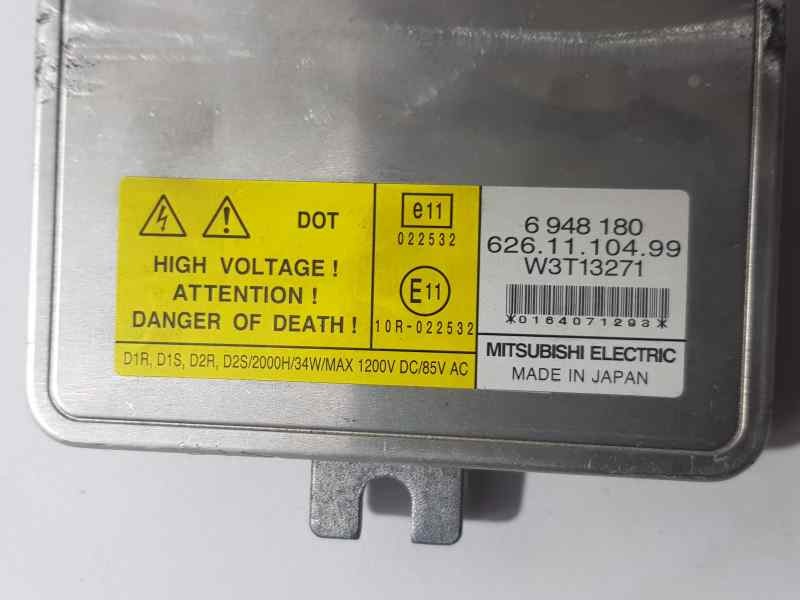 DOT
HIGH VOLTAGE !
ATTENTION !
DANGER OF DEATH !
D1R, D1S, D2R, D2S/2000H/34W/MAX 1200V DC/85V AC
e11
022532
E11
10R-022532
6 948 180
626.11.104.99
W3T13271
*0164071293*
MITSUBISHI ELECTRIC
MADE IN JAPAN